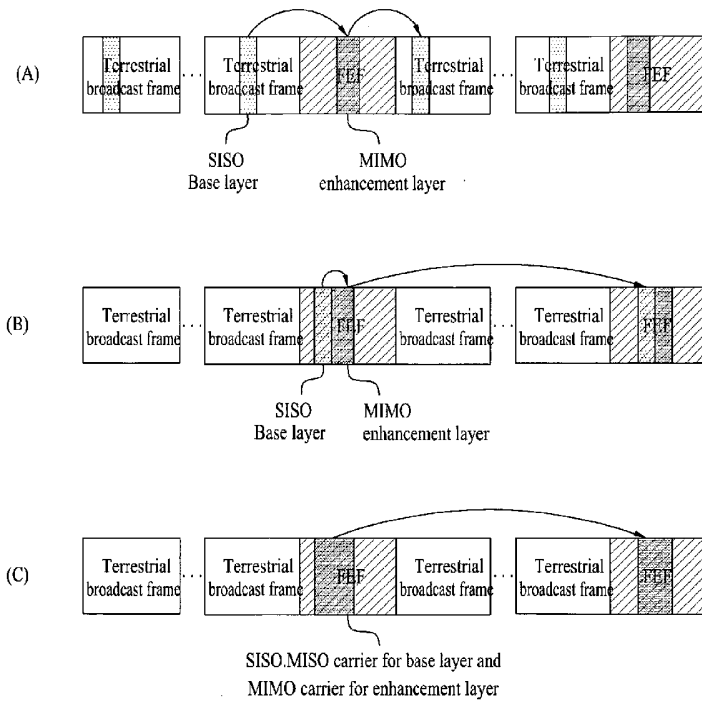 (A)
Terrestrial broadcast frame
...
Terrestrial broadcast frame
FEF
Terrestrial broadcast frame
...
Terrestrial broadcast frame
FEF
SISO
Base layer
MIMO
enhancement layer
(B)
Terrestrial broadcast frame
...
Terrestrial broadcast frame
FEF
Terrestrial broadcast frame
...
Terrestrial broadcast frame
FEF
SISO
Base layer
MIMO
enhancement layer
(C)
Terrestrial broadcast frame
...
Terrestrial broadcast frame
FEF
Terrestrial broadcast frame
...
Terrestrial broadcast frame
FEF
SISO.MISO carrier for base layer and
MIMO carrier for enhancement layer